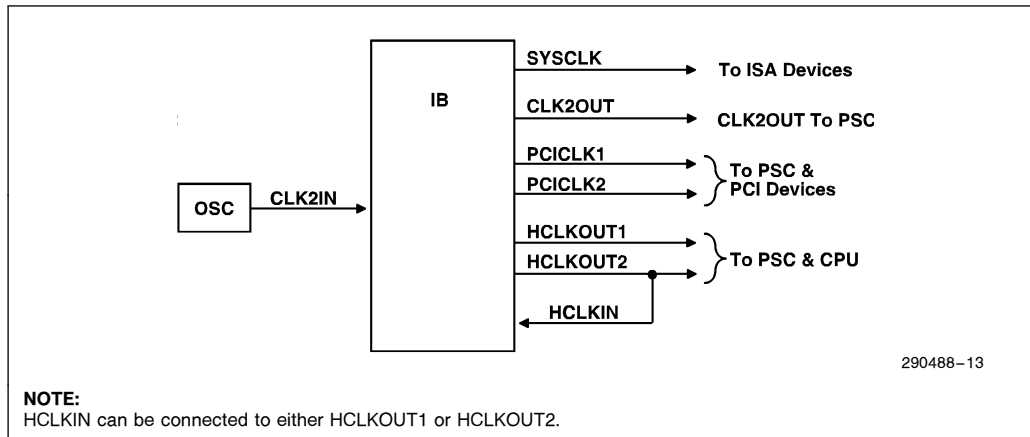 SYSCLK
To ISA Devices
IB
CLK2OUT
CLK2OUT To PSC
PCICLK1
To PSC &
PCICLK2
PCI Devices
OSC
CLK2IN
HCLKOUT1
To PSC & CPU
HCLKOUT2
HCLKIN
290488–13
NOTE:
HCLKIN can be connected to either HCLKOUT1 or HCLKOUT2.